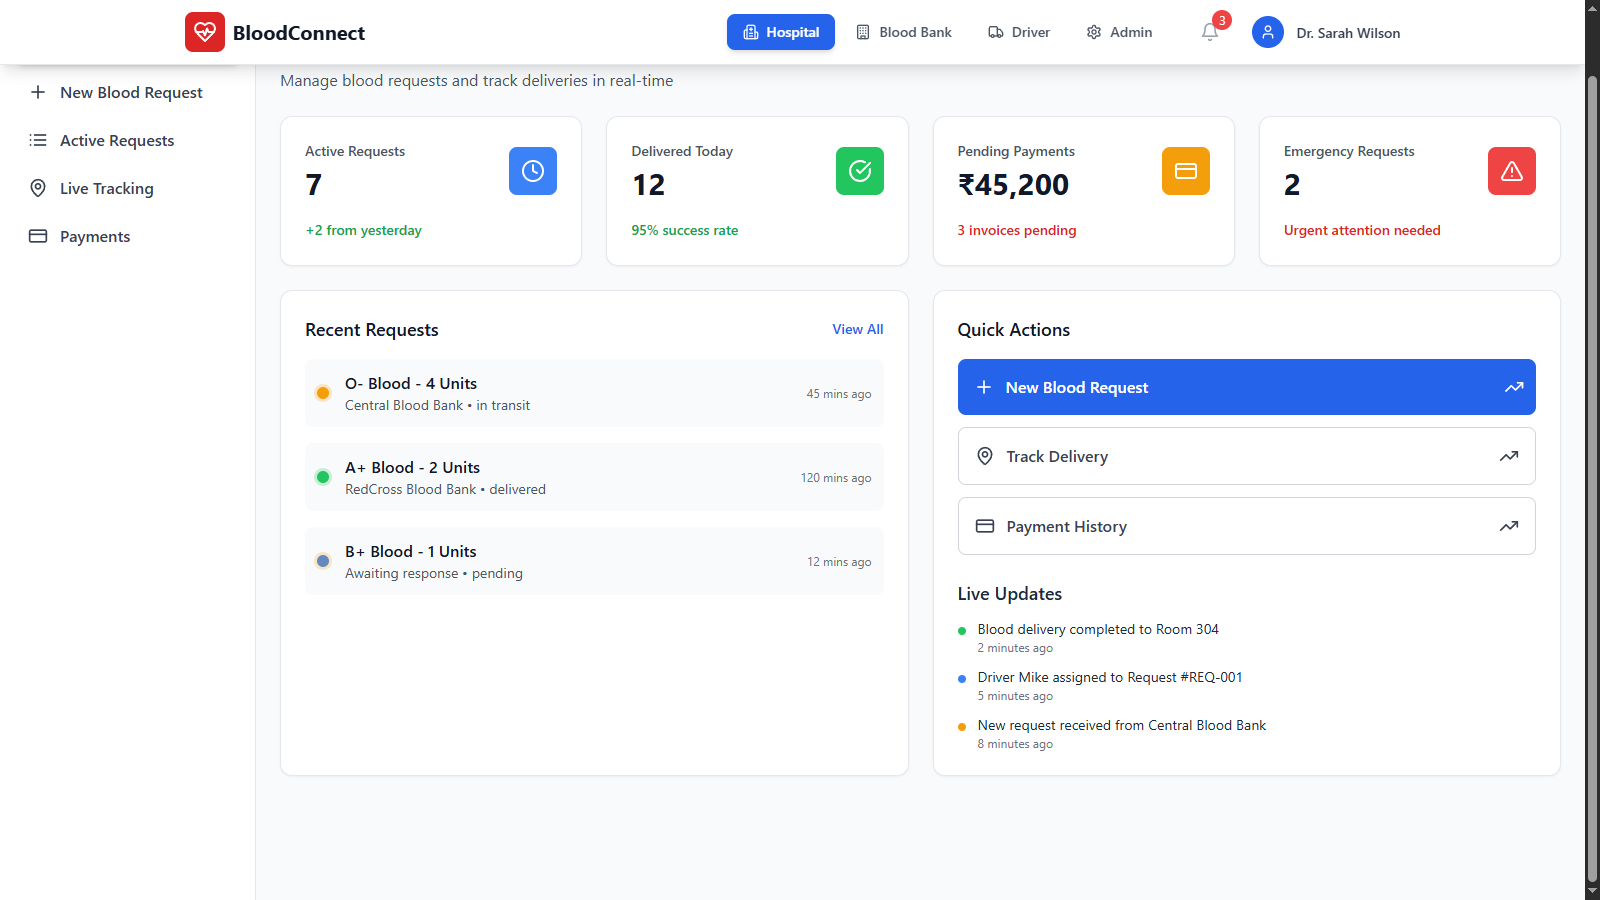 BloodConnect
Hospital
Blood Bank
Driver
Admin
3
Dr. Sarah Wilson
New Blood Request
Active Requests
Live Tracking
Payments
Manage blood requests and track deliveries in real-time
Active Requests
7
+2 from yesterday
Delivered Today
12
95% success rate
Pending Payments
₹45,200
3 invoices pending
Emergency Requests
2
Urgent attention needed
Recent Requests
View All
O- Blood - 4 Units
Central Blood Bank • in transit
45 mins ago
A+ Blood - 2 Units
RedCross Blood Bank • delivered
120 mins ago
B+ Blood - 1 Units
Awaiting response • pending
12 mins ago
Quick Actions
New Blood Request
Track Delivery
Payment History
Live Updates
Blood delivery completed to Room 304
2 minutes ago
Driver Mike assigned to Request #REQ-001
5 minutes ago
New request received from Central Blood Bank
8 minutes ago